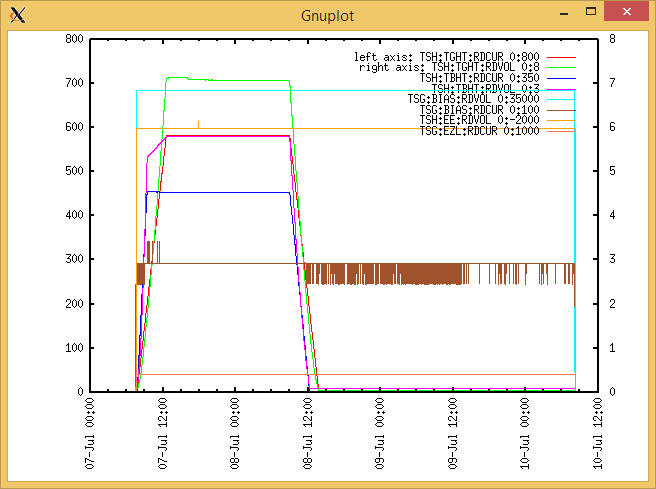 Gnuplot
800
700
600
500
400
300
200
100
0
8
7
6
5
4
3
2
1
0
left axis: TSH:TGHT:RDCUR 0:800
right axis: TSH:TGHT:RDVOL 0:8
TSH:TBHT:RDCUR 0:350
TSH:TBHT:RDVOL 0:3
TSG:BIAS:RDVOL 0:35000
TSG:BIAS:RDCUR 0:100
TSH:EE:RDVOL 0:-2000
TSG:EZL:RDCUR 0:1000
07-Jul 00:00
07-Jul 12:00
08-Jul 00:00
08-Jul 12:00
09-Jul 00:00
09-Jul 12:00
10-Jul 00:00
10-Jul 12:00